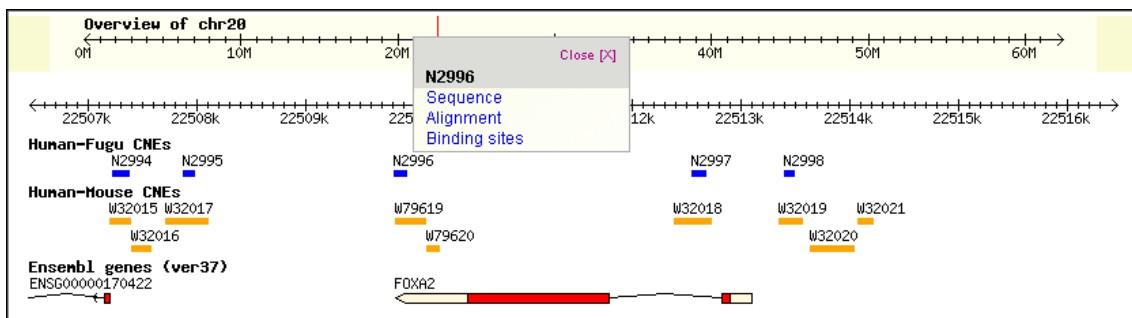 Overview of chr20
0M 10M 20M 40M 50M 60M
Close [X]
N2996
Sequence
Alignment
Binding sites
22507k 22508k 22509k 22513k 22514k 22515k 22516k
Human-Fugu CNEs
N2994 N2995 N2996 N2997 N2998
Human-Mouse CNEs
W32015 W32017 W79619 W32018 W32019 W32021
W32016 W79620 W32020
Ensembl genes (ver37)
ENSG00000170422 FOXA2